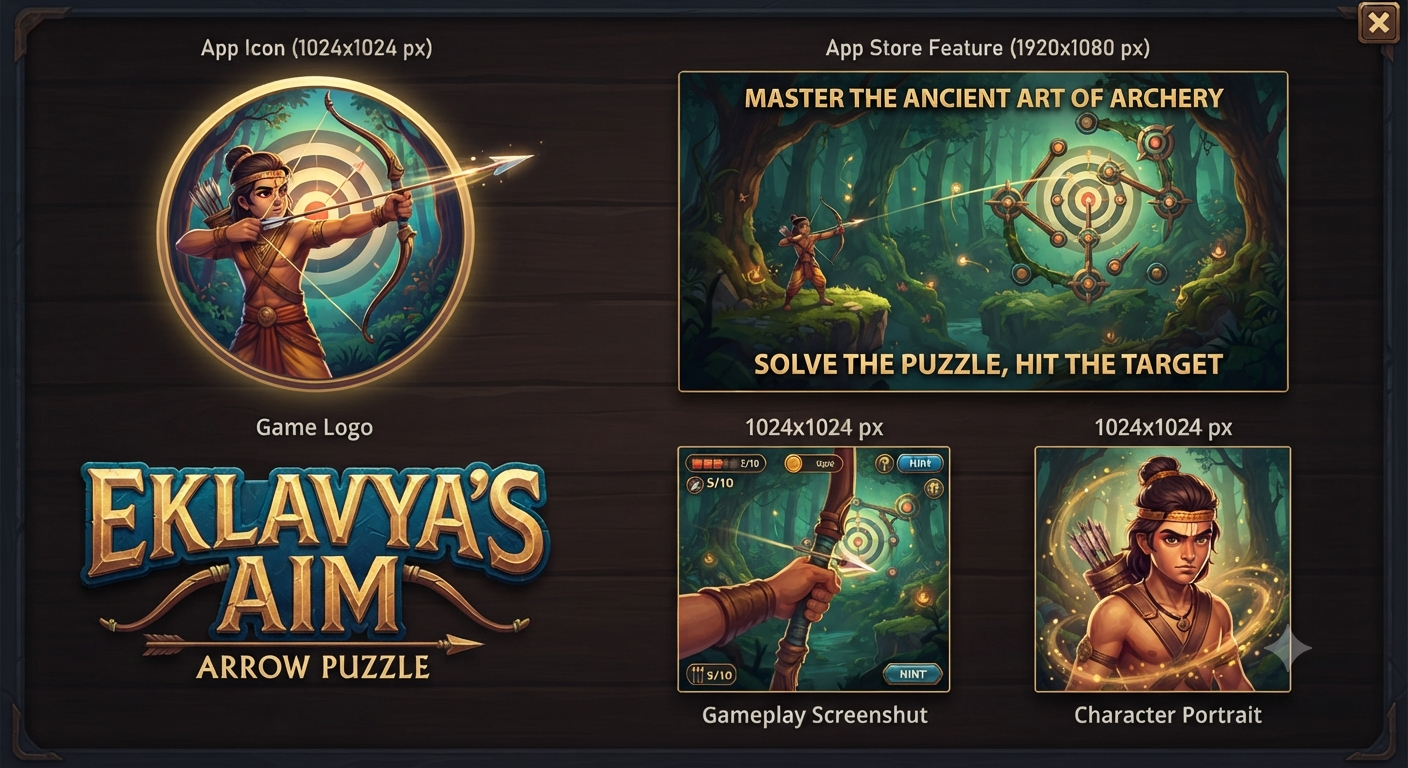 App Icon (1024x1024 px)
App Store Feature (1920x1080 px)
MASTER THE ANCIENT ART OF ARCHERY
SOLVE THE PUZZLE, HIT THE TARGET
Game Logo
EKLAVYA'S
AIM
ARROW PUZZLE
1024x1024 px
1024x1024 px
HINt
S/10
S/10
HINT
Gameplay Screenshut
Character Portrait